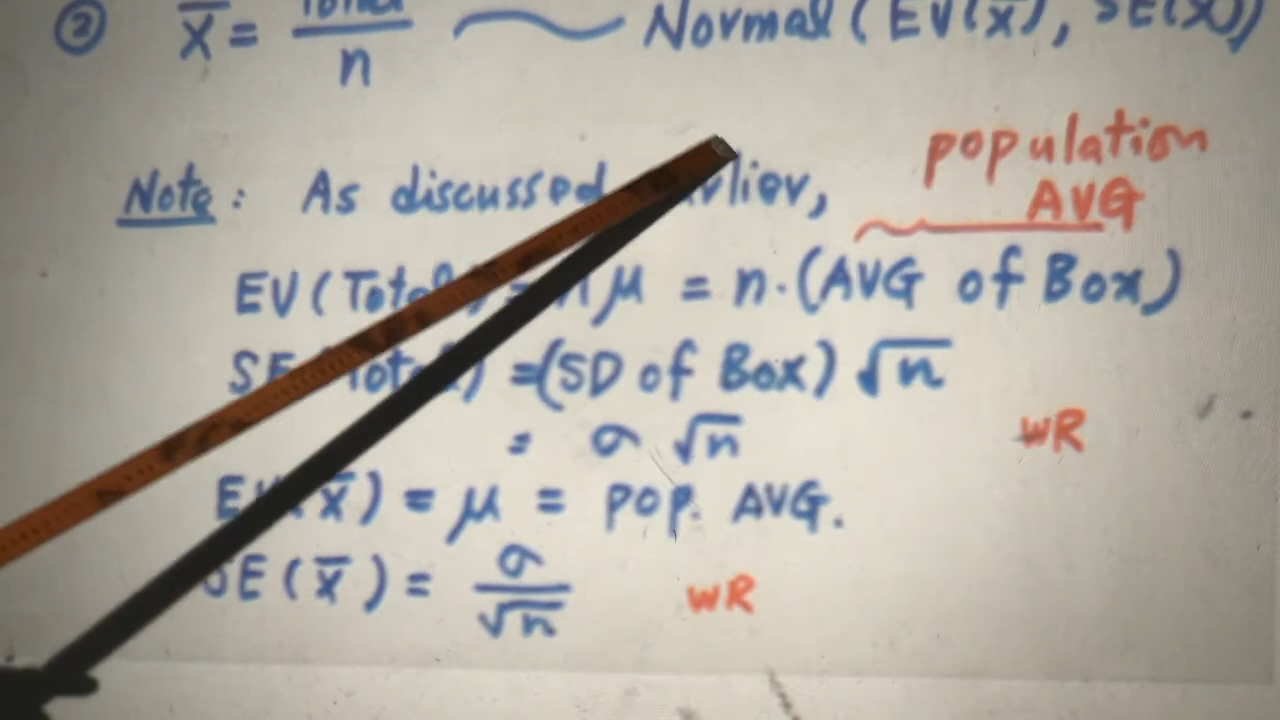 ② X̄ = Total / n ~ Normal (EV(X̄), SE(X̄))
population
AVG
Note: As discussed earlier,
EV(Total) = nμ = n·(AVG of Box)
SE(Total) = (SD of Box) √n
= σ √n WR
EV(X̄) = μ = POP. AVG.
SE(X̄) = σ / √n WR